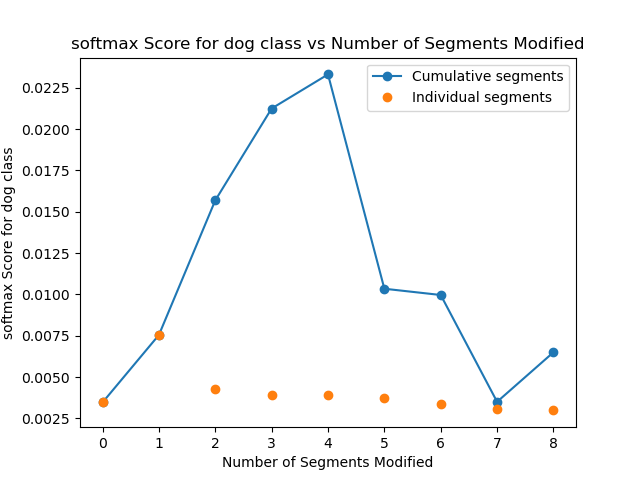 softmax Score for dog class vs Number of Segments Modified
Cumulative segments
Individual segments
softmax Score for dog class
0.0225
0.0200
0.0175
0.0150
0.0125
0.0100
0.0075
0.0050
0.0025
0 1 2 3 4 5 6 7 8
Number of Segments Modified